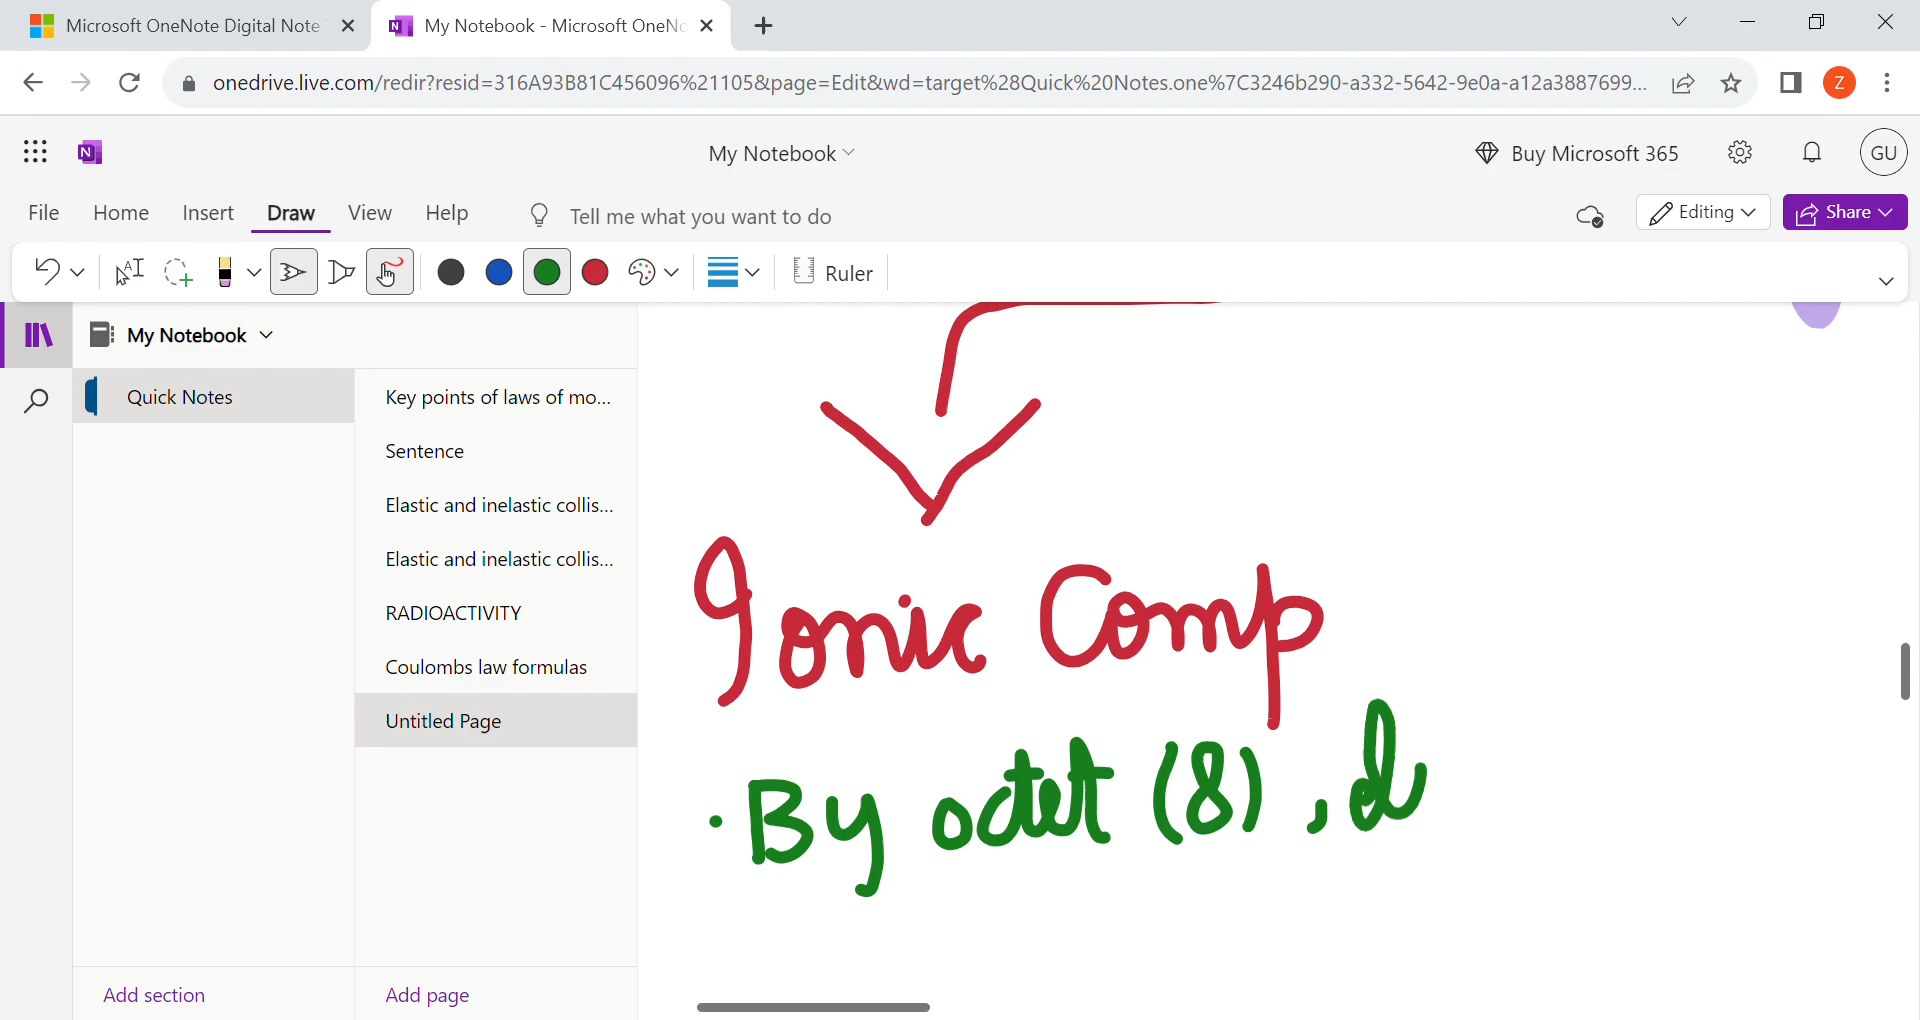 Microsoft OneNote Digital Note
My Notebook - Microsoft OneNo
onedrive.live.com/redir?resid=316A93B81C456096%21105&page=Edit&wd=target%28Quick%20Notes.one%7C3246b290-a332-5642-9e0a-a12a3887699...
Z
My Notebook
Buy Microsoft 365
GU
File Home Insert Draw View Help Tell me what you want to do
Editing
Share
Ruler
My Notebook
Quick Notes
Key points of laws of mo...
Sentence
Elastic and inelastic collis...
Elastic and inelastic collis...
RADIOACTIVITY
Coulombs law formulas
Untitled Page
Add section
Add page
Ionic Comp
· By octet (8), d